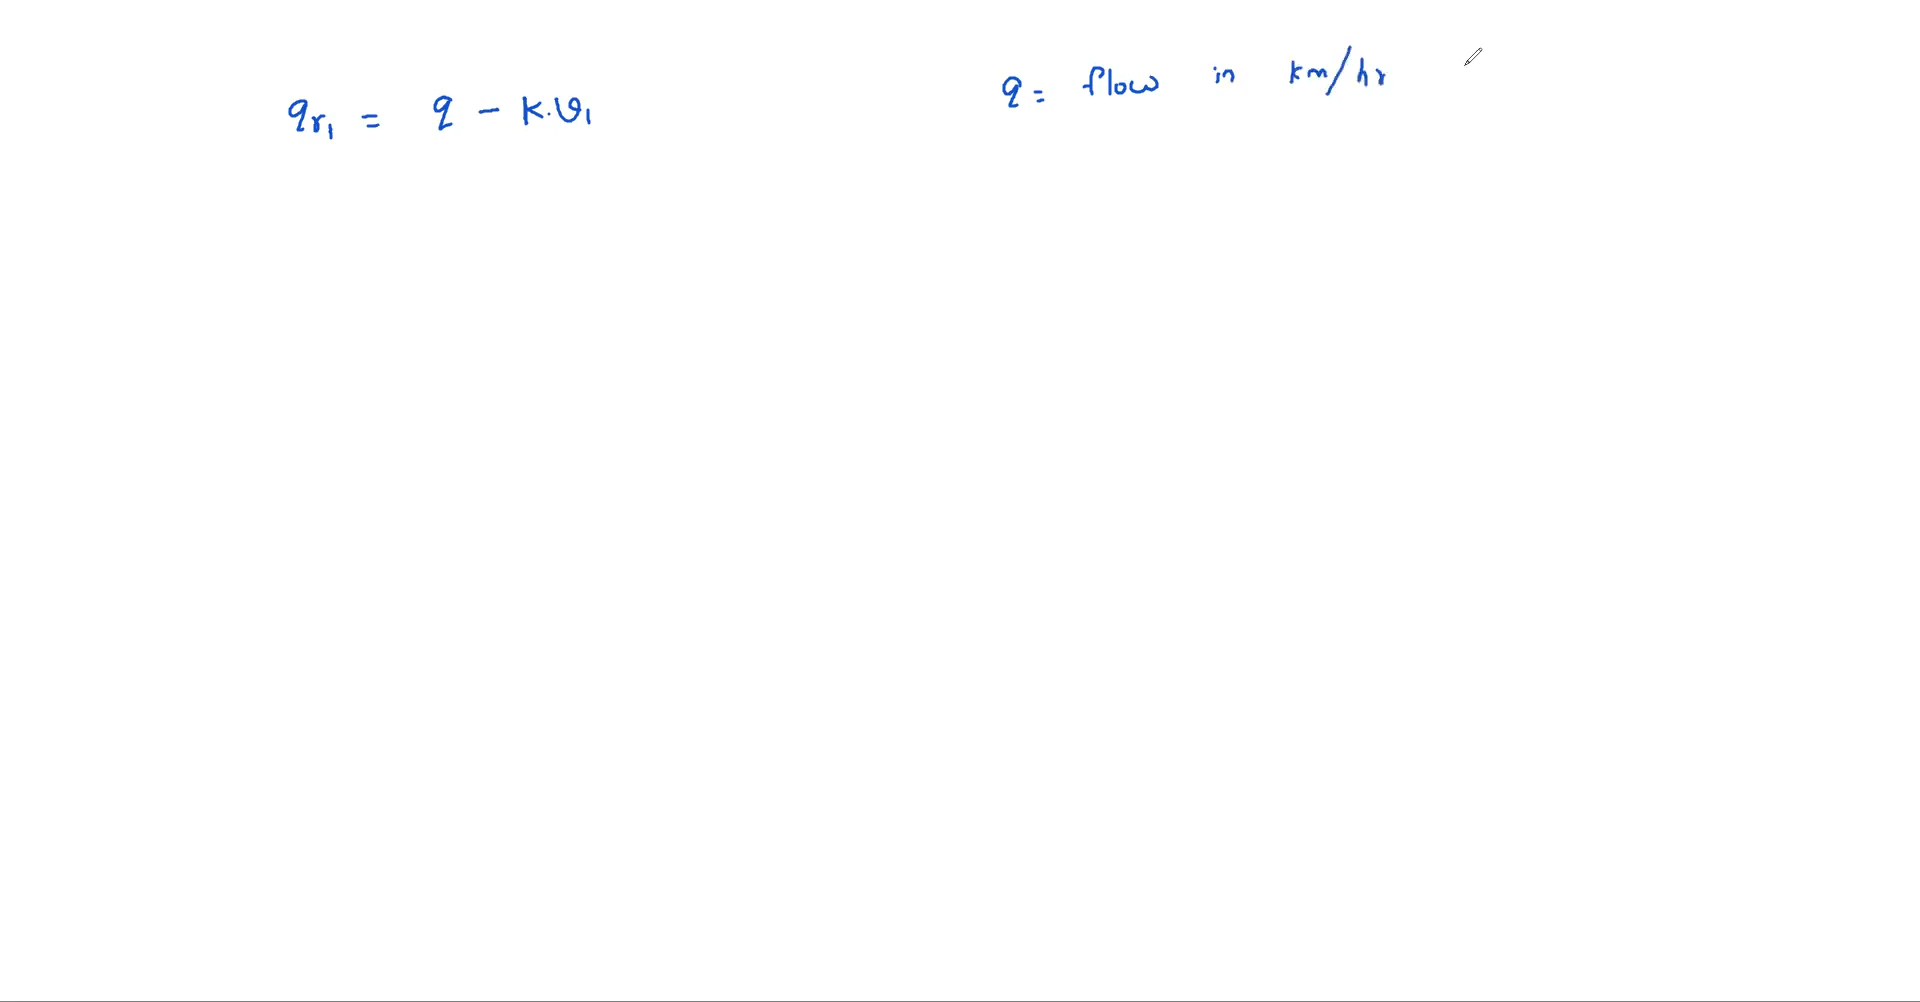 qr₁ = q - K.v₁
q = flow in km/hr